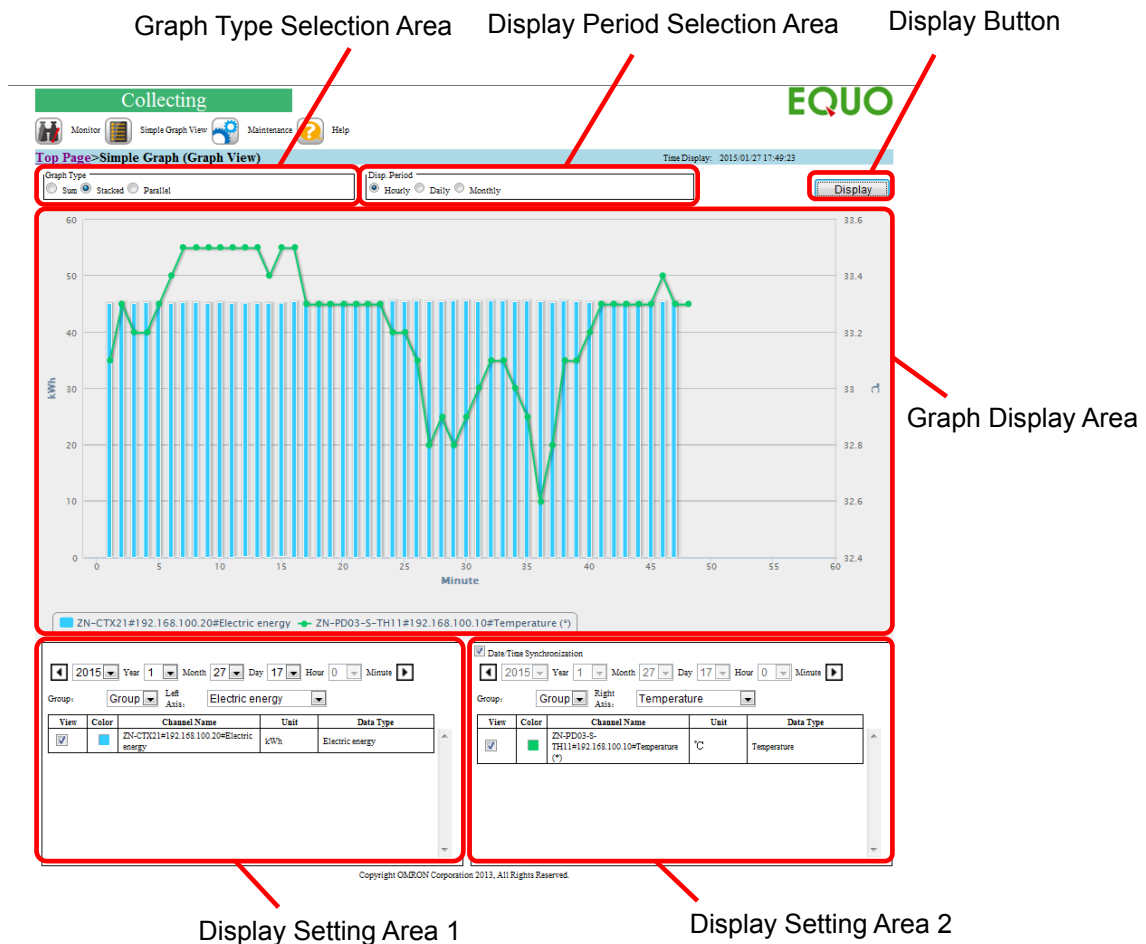 Graph Type Selection Area
Display Period Selection Area
Display Button
Collecting
EQUO
Monitor Simple Graph View Maintenance Help
Top Page>Simple Graph (Graph View)
Time Display: 2015/01/27 17:49:23
Graph Type
Sum Stacked Parallel
Disp. Period
Hourly Daily Monthly
Display
60
50
40
30
20
10
0
kWh
33.6
33.4
33.2
33
32.8
32.6
32.4
℃
0 5 10 15 20 25 30 35 40 45 50 55 60
Minute
ZN-CTX21#192.168.100.20#Electric energy ZN-PD03-S-TH11#192.168.100.10#Temperature (*)
Graph Display Area
2015 Year 1 Month 27 Day 17 Hour 0 Minute
Group: Group Left Axis: Electric energy
View Color Channel Name Unit Data Type
ZN-CTX21#192.168.100.20#Electric
energy
kWh
Electric energy
Date/Time Synchronization
2015 Year 1 Month 27 Day 17 Hour 0 Minute
Group: Group Right Axis: Temperature
View Color Channel Name Unit Data Type
ZN-PD03-S-
TH11#192.168.100.10#Temperature
(*)
℃
Temperature
Copyright OMRON Corporation 2013, All Rights Reserved.
Display Setting Area 1
Display Setting Area 2